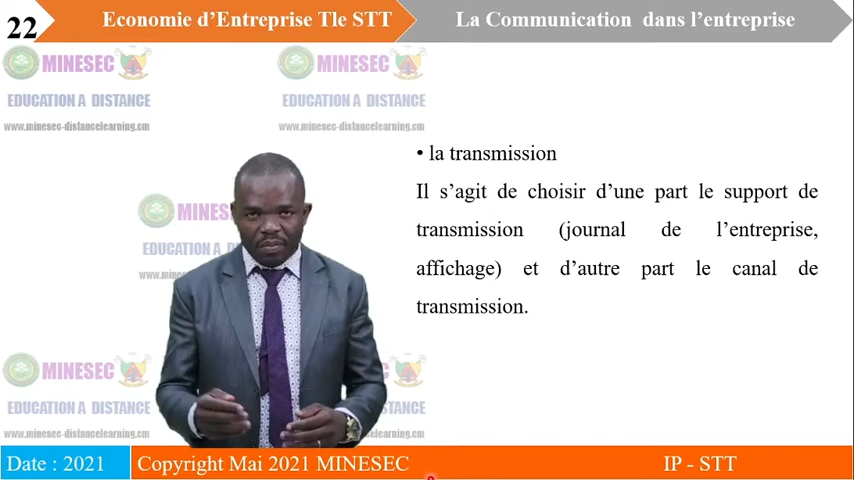 22
Economie d'Entreprise Tle STT
La Communication dans l'entreprise
MINESEC
EDUCATION A DISTANCE
www.minesec-distancelearning.cm
MINESEC
EDUCATION A DISTANCE
www.minesec-distancelearning.cm
• la transmission
Il s'agit de choisir d'une part le support de
transmission (journal de l'entreprise,
affichage) et d'autre part le canal de
transmission.
MINESEC
EDUCATION A DISTANCE
www.minesec-distancelearning.cm
Date : 2021
Copyright Mai 2021 MINESEC
IP - STT